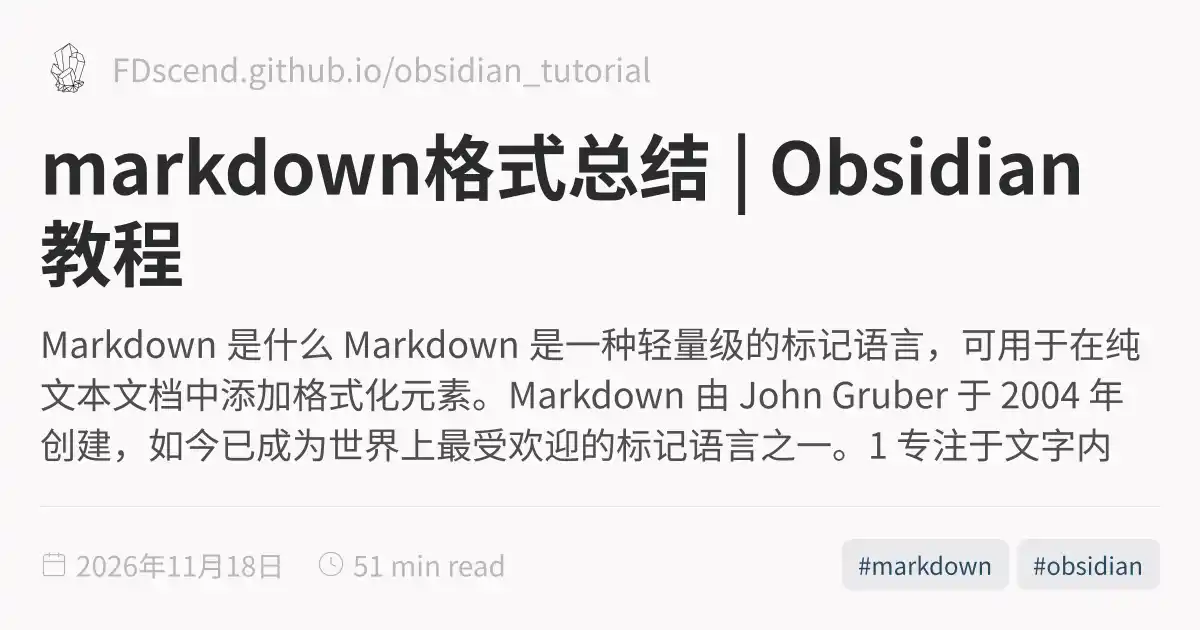 FDscend.github.io/obsidian_tutorial
markdown格式总结 | Obsidian
教程
Markdown 是什么 Markdown 是一种轻量级的标记语言，可用于在纯
文本文档中添加格式化元素。Markdown 由 John Gruber 于 2004 年
创建，如今已成为世界上最受欢迎的标记语言之一。1 专注于文字内
2026年11月18日 51 min read #markdown #obsidian